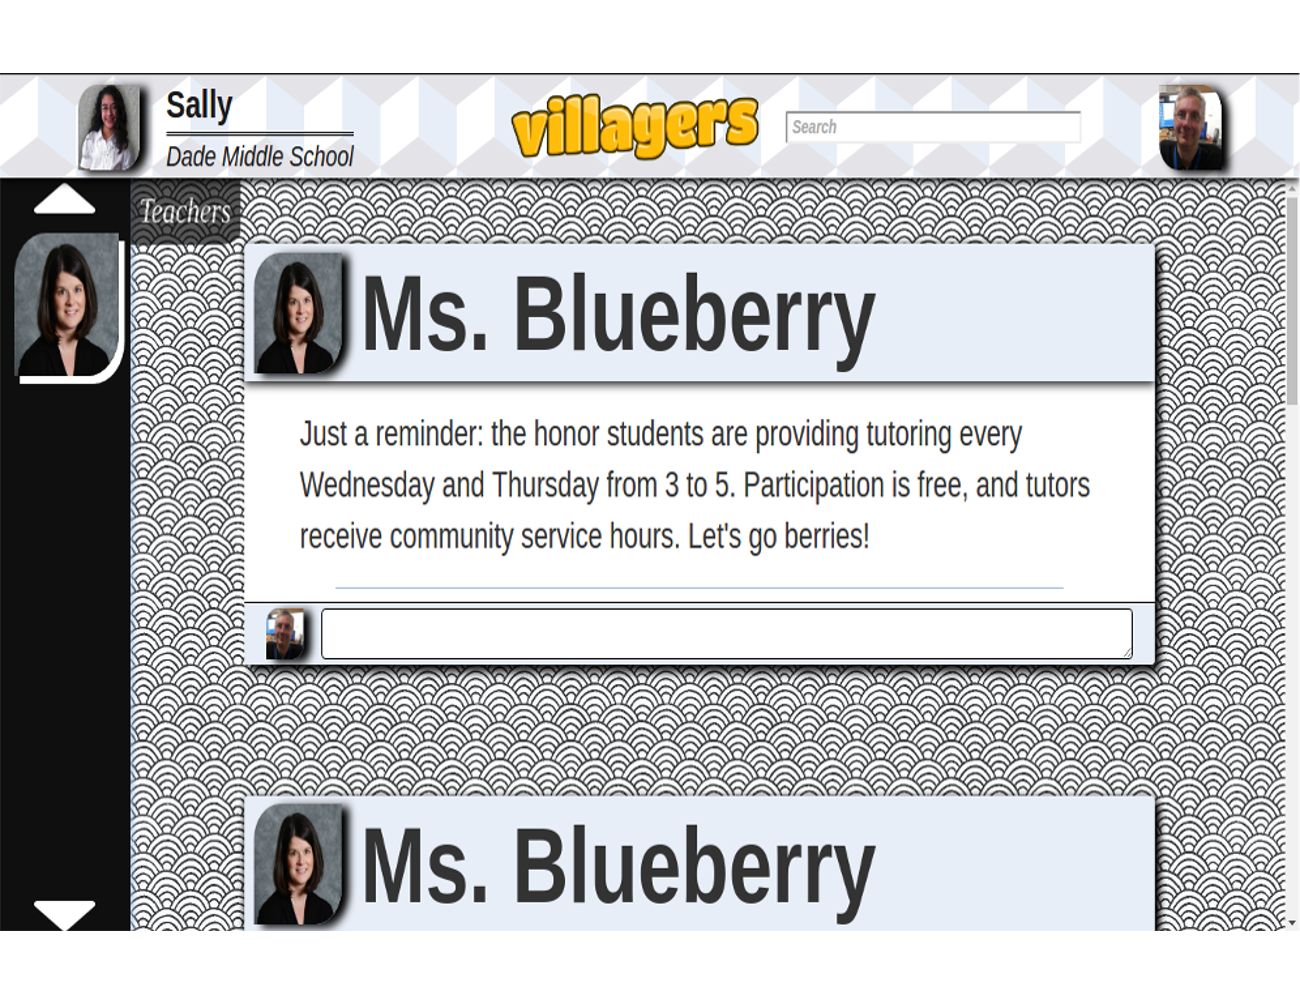 Sally
Dade Middle School
villagers
Search
Teachers
Ms. Blueberry
Just a reminder: the honor students are providing tutoring every
Wednesday and Thursday from 3 to 5. Participation is free, and tutors
receive community service hours. Let's go berries!
Ms. Blueberry